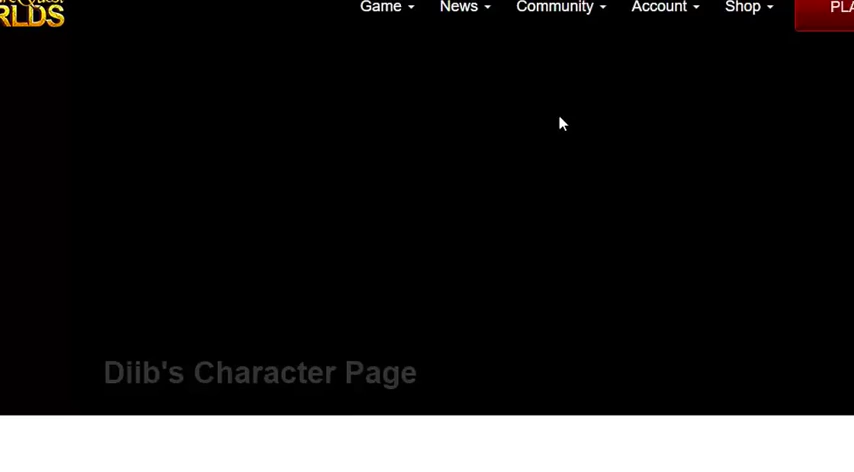 RLDS
Game News Community Account Shop PLA
Diib's Character Page